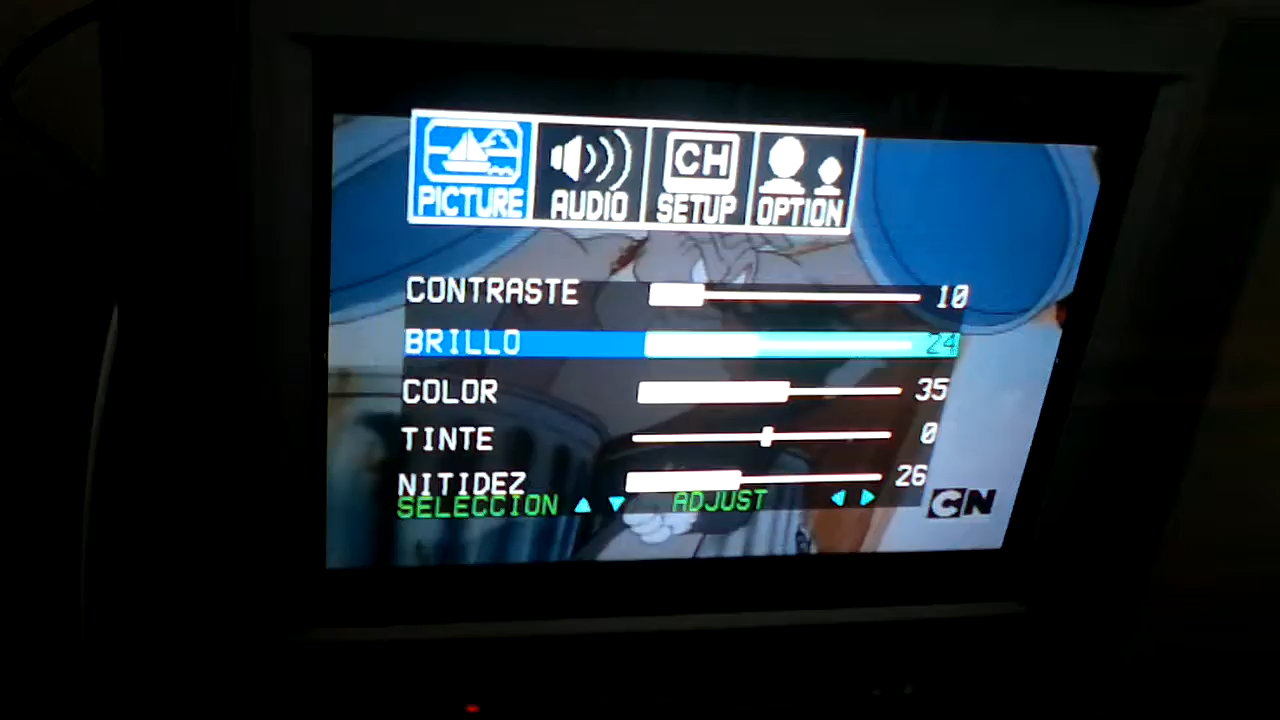 PICTURE AUDIO CH SETUP OPTION
CONTRASTE 10
BRILLO 24
COLOR 35
TINTE 0
NITIDEZ 26
SELECCION ▲ ▼ ADJUST ◀ ▶
CN